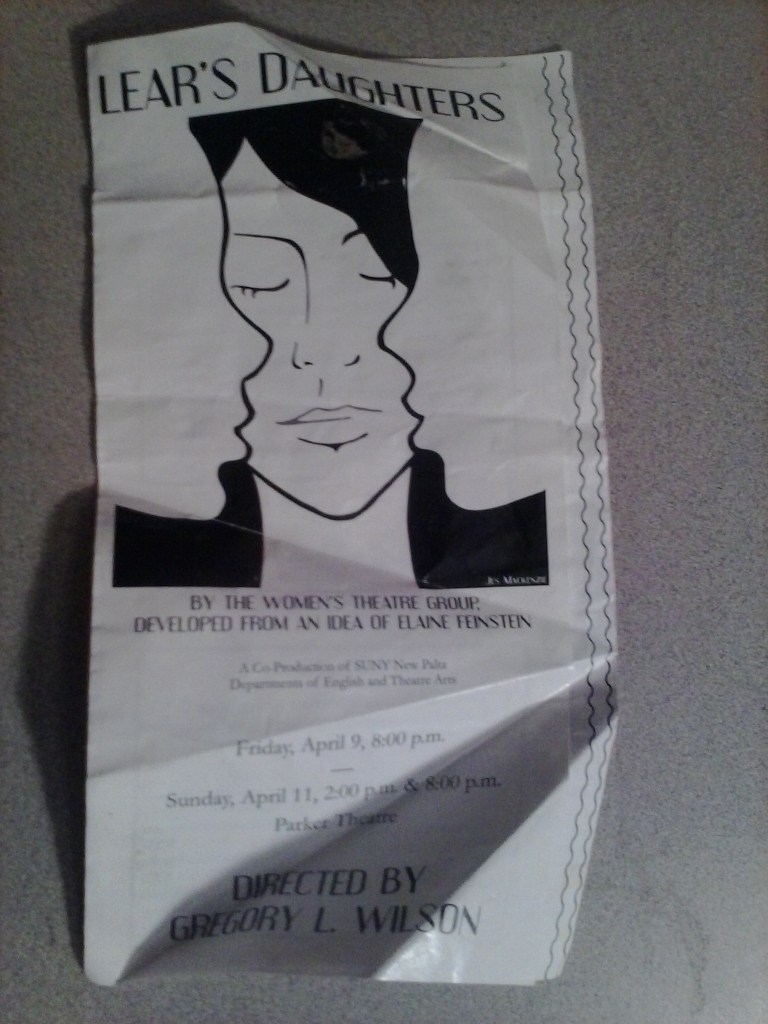 LEAR'S DAUGHTERS
JES MACKENZIE
BY THE WOMEN'S THEATRE GROUP,
DEVELOPED FROM AN IDEA OF ELAINE FEINSTEIN
A Co-Production of SUNY New Paltz
Departments of English and Theatre Arts
Friday, April 9, 8:00 p.m.
—
Sunday, April 11, 2:00 p.m. & 8:00 p.m.
Parker Theatre
DIRECTED BY
GREGORY L. WILSON